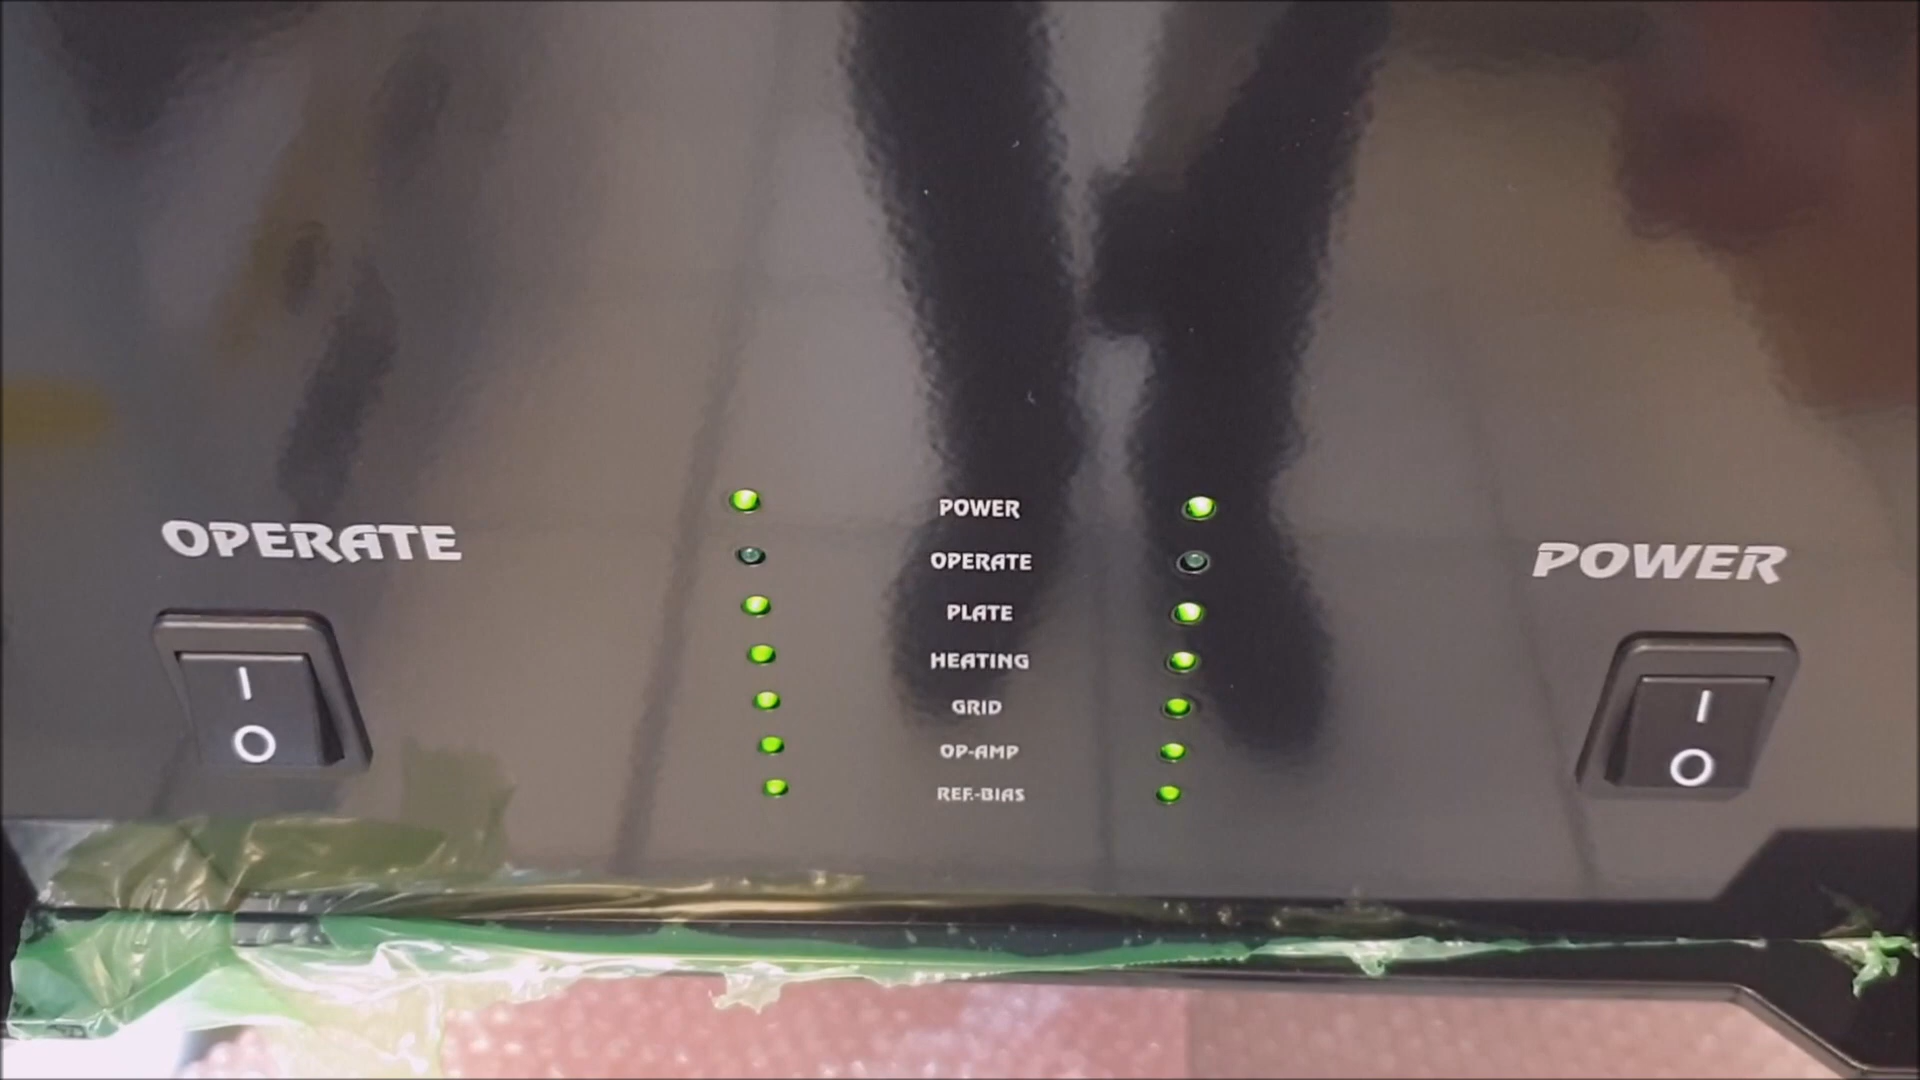 OPERATE
I
O
POWER
OPERATE
PLATE
HEATING
GRID
OP-AMP
REF.-BIAS
POWER
I
O